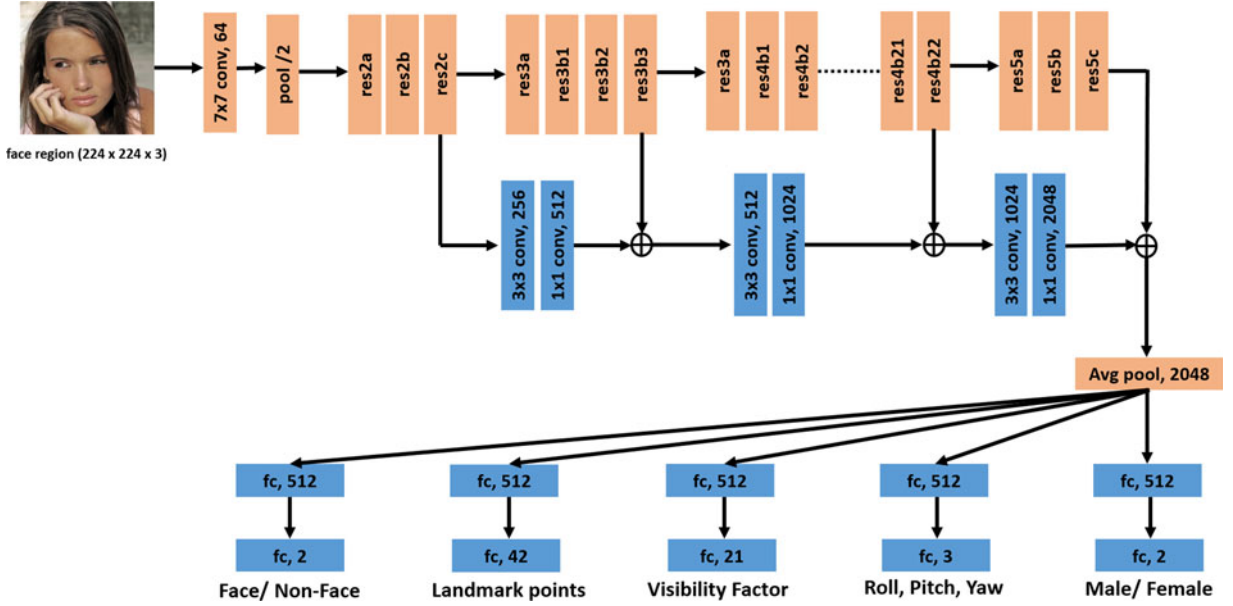 7x7 conv, 64
pool /2
res2a
res2b
res2c
res3a
res3b1
res3b2
res3b3
res3a
res4b1
res4b2
res4b21
res4b22
res5a
res5b
res5c
face region (224 x 224 x 3)
3x3 conv, 256
1x1 conv, 512
3x3 conv, 512
1x1 conv, 1024
3x3 conv, 1024
1x1 conv, 2048
Avg pool, 2048
fc, 512
fc, 512
fc, 512
fc, 512
fc, 512
fc, 2
fc, 42
fc, 21
fc, 3
fc, 2
Face/ Non-Face
Landmark points
Visibility Factor
Roll, Pitch, Yaw
Male/ Female